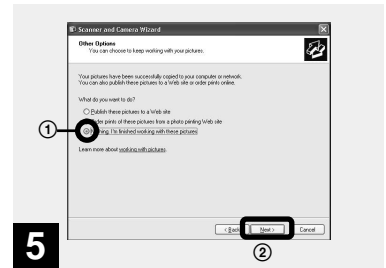 Scanner and Camera Wizard
Other Options
You can choose to keep working with your pictures.
Your pictures have been successfully copied to your computer or network.
You can also publish these pictures to a Web site or order prints online.
What do you want to do?
Publish these pictures to a Web site
① rder prints of these pictures from a photo printing Web site
thing. I'm finished working with these pictures
Learn more about working with pictures.
< Back Next > Cancel
5 ②